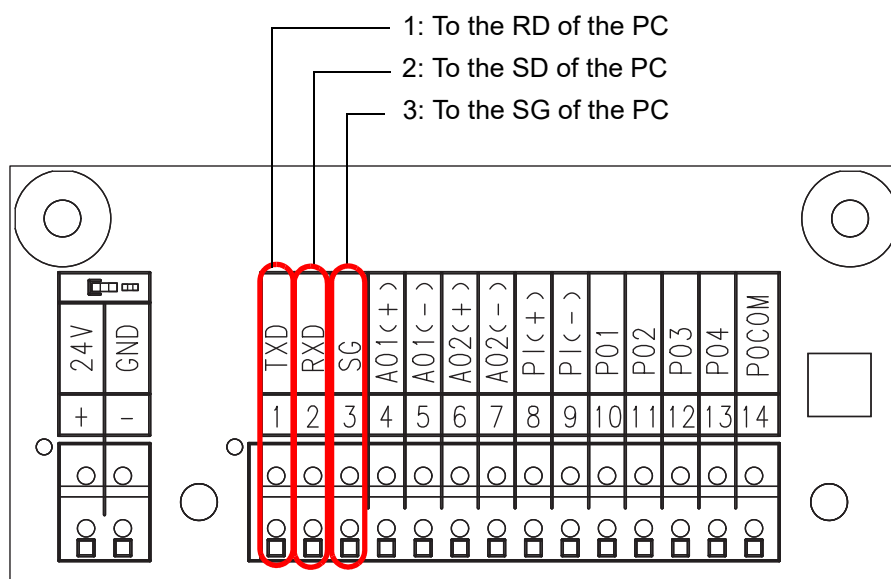 1: To the RD of the PC
2: To the SD of the PC
3: To the SG of the PC
24V GND
+ -
TXD RXD SG AO1(+) AO1(-) AO2(+) AO2(-) PI(+) PI(-) PO1 PO2 PO3 PO4 POCOM
1 2 3 4 5 6 7 8 9 10 11 12 13 14